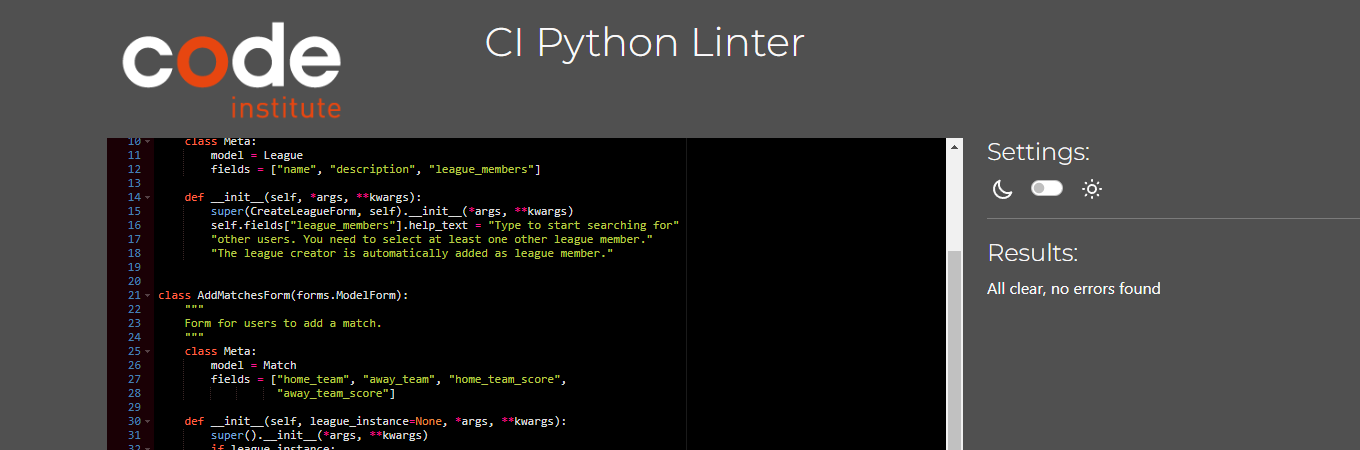 code
institute
CI Python Linter
10 class Meta:
11 model = League
12 fields = ["name", "description", "league_members"]
13
14 def __init__(self, *args, **kwargs):
15 super(CreateLeagueForm, self).__init__(*args, **kwargs)
16 self.fields["league_members"].help_text = "Type to start searching for"
17 "other users. You need to select at least one other league member."
18 "The league creator is automatically added as league member."
19
20
21 class AddMatchesForm(forms.ModelForm):
22 """
23 Form for users to add a match.
24 """
25 class Meta:
26 model = Match
27 fields = ["home_team", "away_team", "home_team_score",
28 "away_team_score"]
29
30 def __init__(self, league_instance=None, *args, **kwargs):
31 super().__init__(*args, **kwargs)
32 if league_instance:
Settings:
Results:
All clear, no errors found